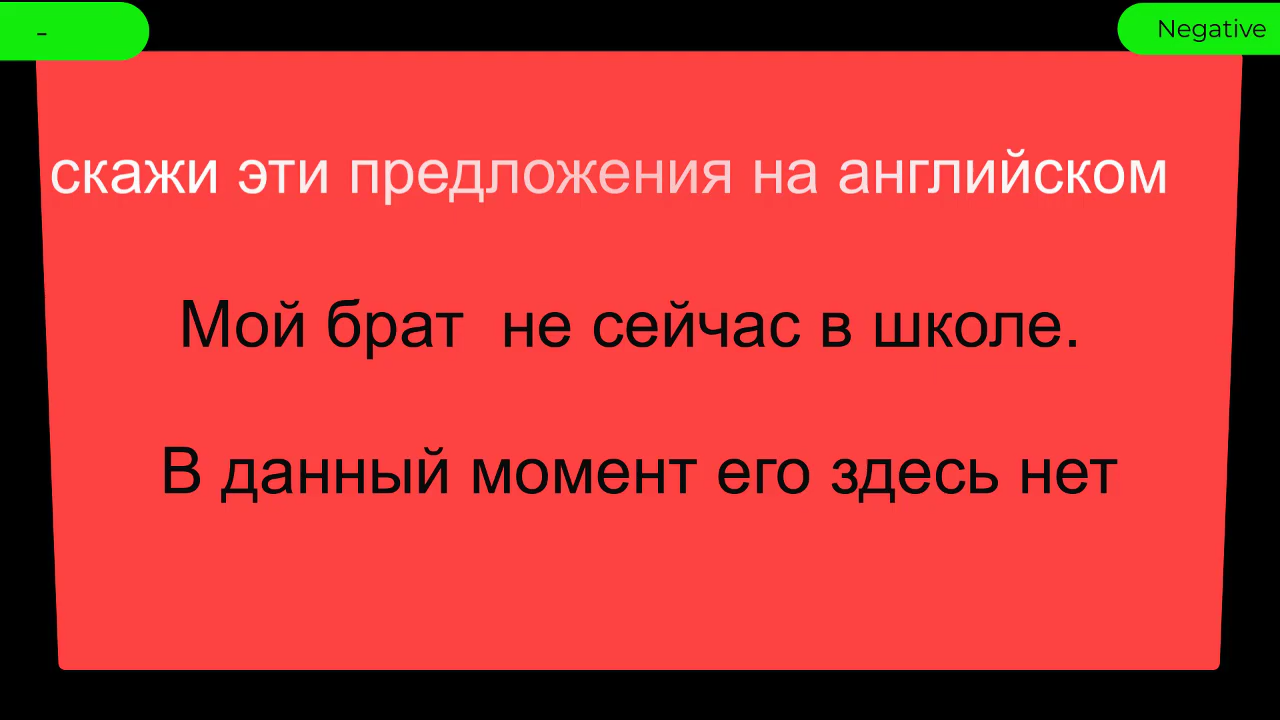 -
Negative
скажи эти предложения на английском
Мой брат  не сейчас в школе.
В данный момент его здесь нет